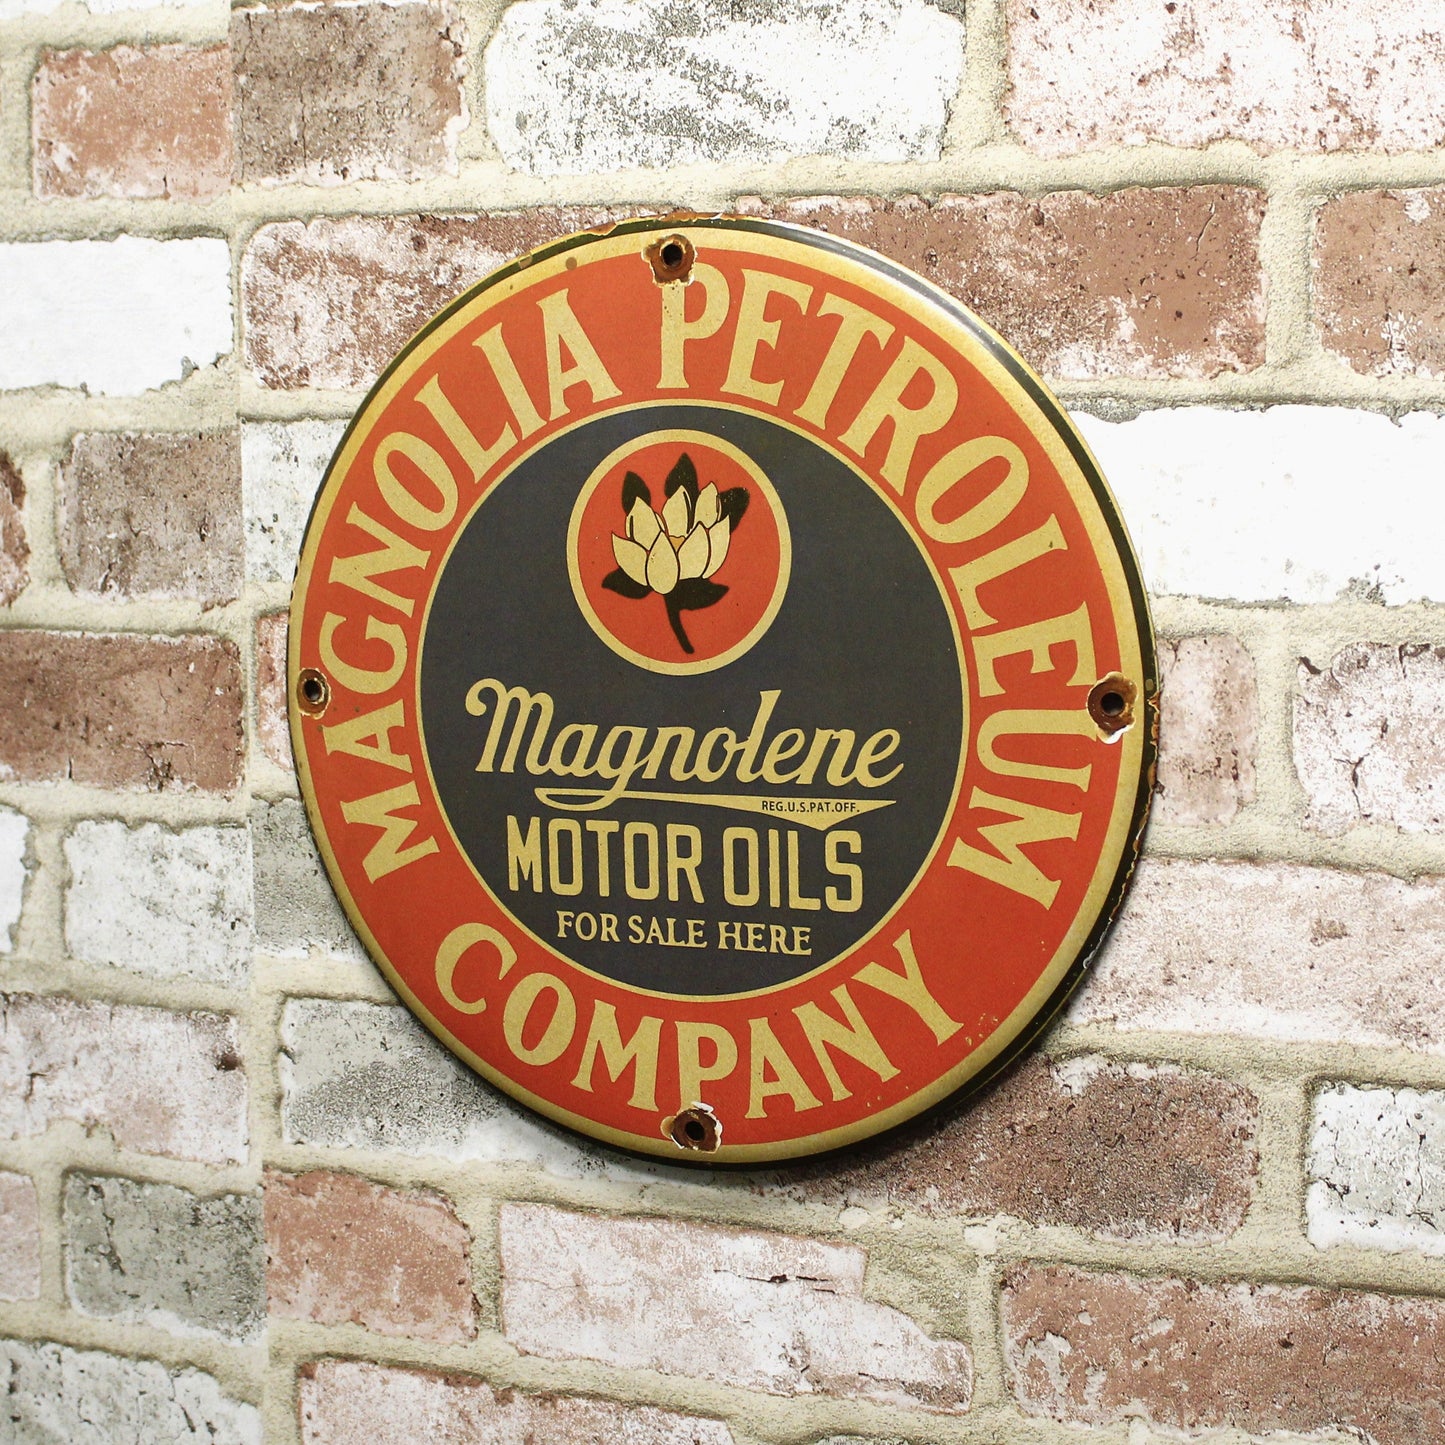 MAGNOLIA PETROLEUM
Magnolene
REG.U.S.PAT.OFF.
MOTOR OILS
FOR SALE HERE
COMPANY